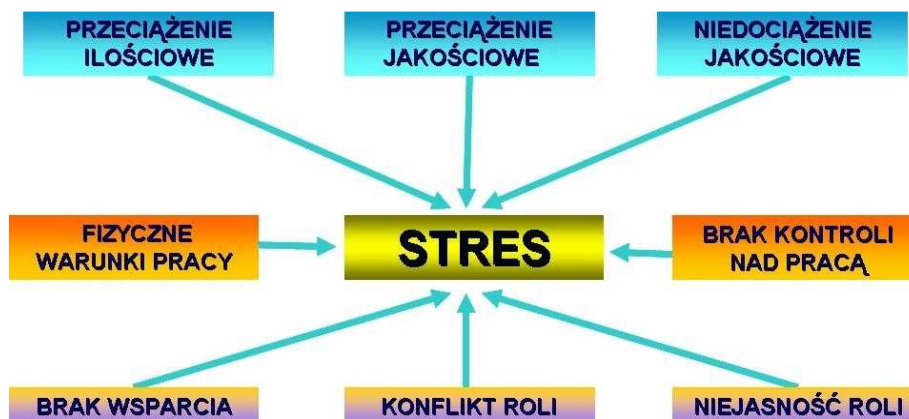 PRZECIĄŻENIE
ILOŚCIOWE
PRZECIĄŻENIE
JAKOŚCIOWE
NIEDOCIĄŻENIE
JAKOŚCIOWE
FIZYCZNE
WARUNKI PRACY
STRES
BRAK KONTROLI
NAD PRACĄ
BRAK WSPARCIA
KONFLIKT ROLI
NIEJASNOŚĆ ROLI